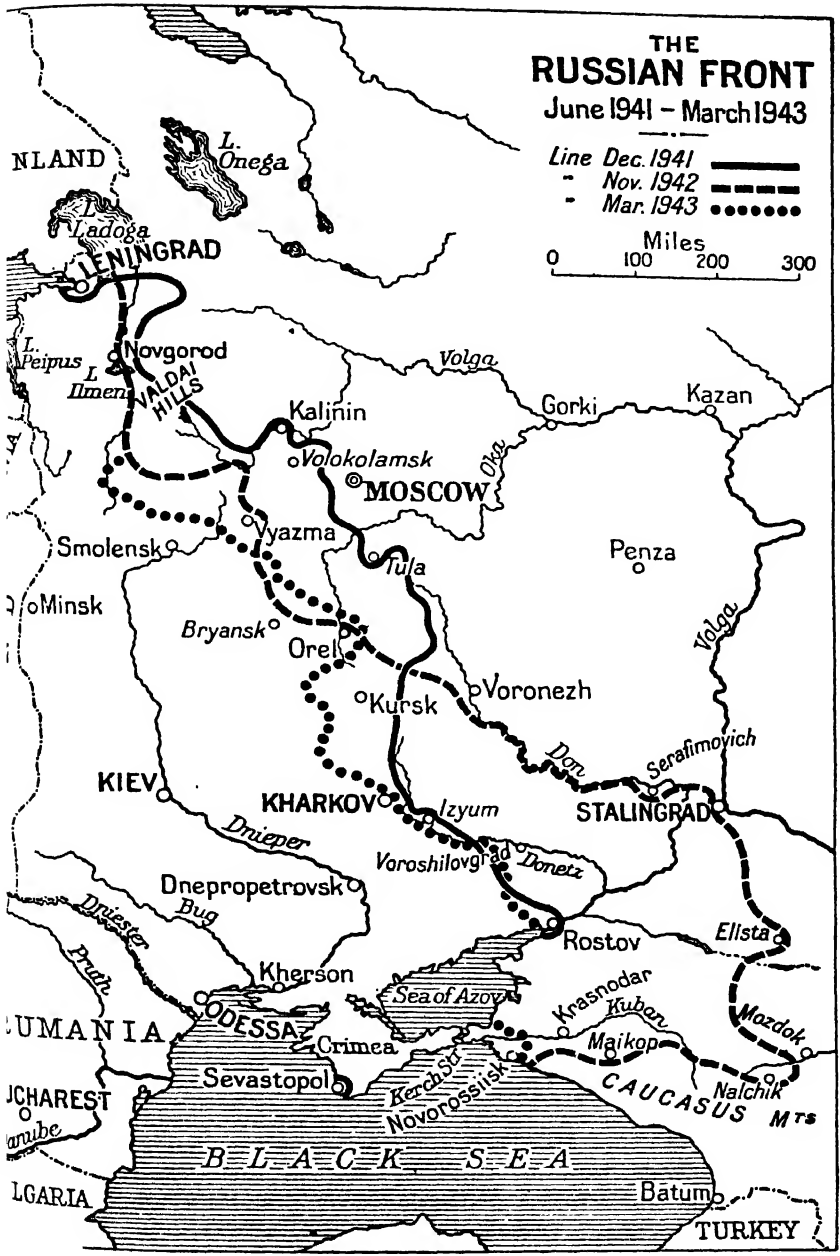 THE
RUSSIAN FRONT
June 1941 – March 1943
Line Dec. 1941
" Nov. 1942
" Mar. 1943
Miles
0 100 200 300
NLAND
L.
Onega
L.
Ladoga
LENINGRAD
L.
Peipus
Novgorod
L
Ilmen
VALDAI
HILLS
Volga
Kalinin
Gorki
Kazan
Volokolamsk
Oka
MOSCOW
Vyazma
Smolensk
Tula
Penza
Minsk
Volga
Bryansk
Orel
Voronezh
Kursk
Don
Serafimovich
KIEV
KHARKOV
Izyum
STALINGRAD
Dnieper
Voroshilovgrad
Donetz
Dnepropetrovsk
Bug
Dniester
Rostov
Elista
Pruth
Kherson
Sea of Azov
Krasnodar
Kuban
UMANIA
ODESSA
Crimea
Maikop
Mozdok
Sevastopol
Kerch Str
Novorossiisk
Nalchik
CAUCASUS MTS
UCHAREST
anube
BLACK SEA
LGARIA
Batum
TURKEY